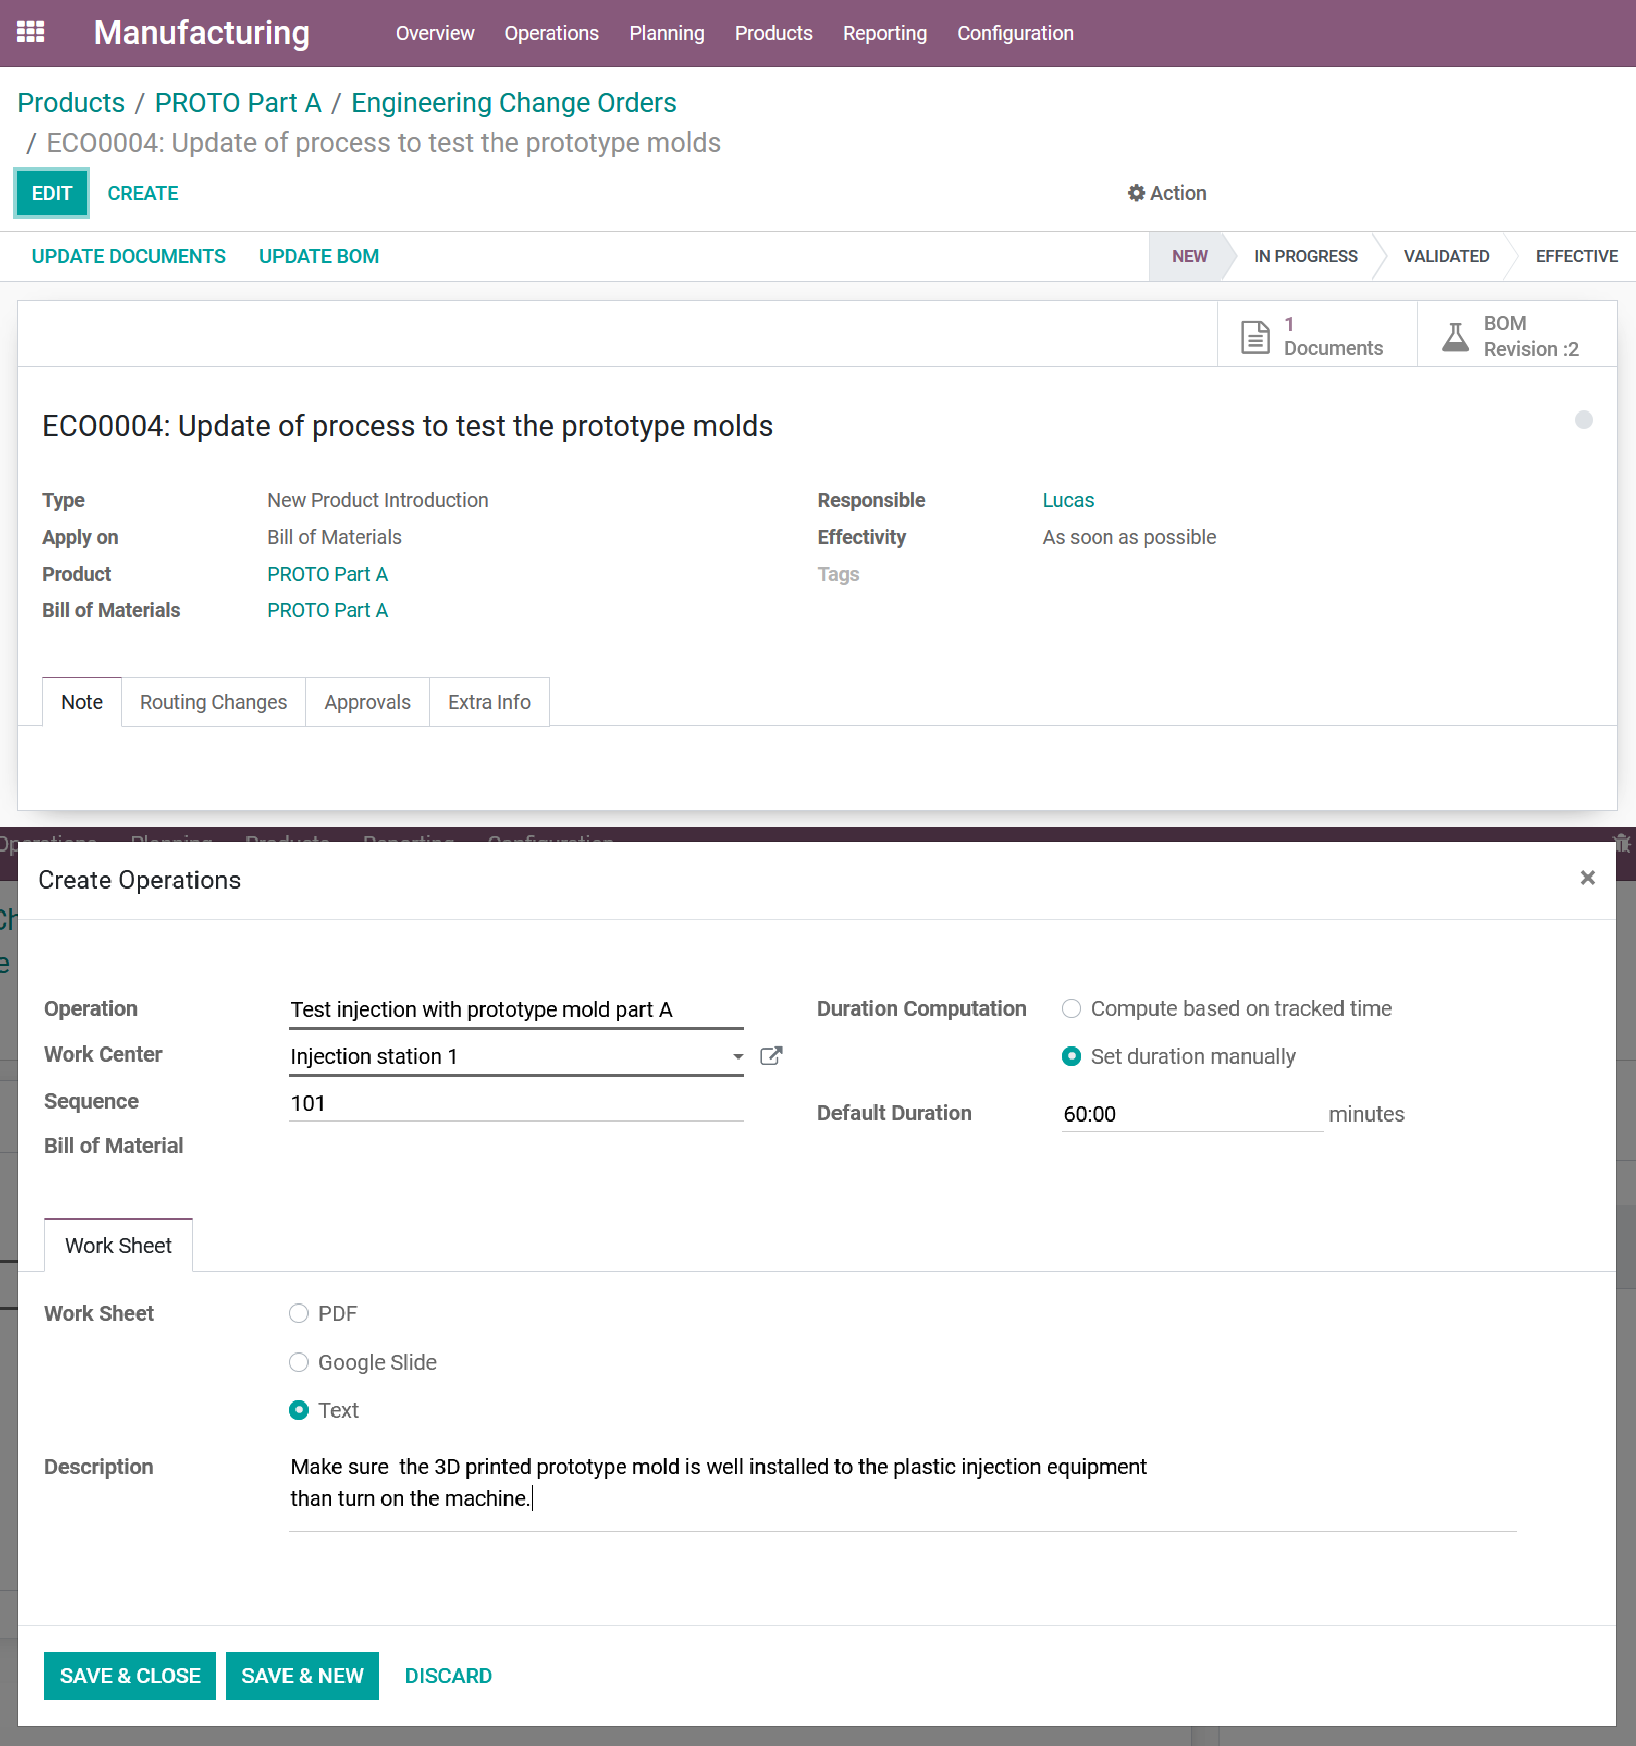 Manufacturing Overview Operations Planning Products Reporting Configuration
Products / PROTO Part A / Engineering Change Orders
/ ECO0004: Update of process to test the prototype molds
EDIT CREATE Action
UPDATE DOCUMENTS UPDATE BOM NEW IN PROGRESS VALIDATED EFFECTIVE
1 Documents
BOM Revision :2
ECO0004: Update of process to test the prototype molds
Type New Product Introduction Responsible Lucas
Apply on Bill of Materials Effectivity As soon as possible
Product PROTO Part A Tags
Bill of Materials PROTO Part A
Note Routing Changes Approvals Extra Info
Operations Planning Products Reporting Configuration
Create Operations ×
Operation Test injection with prototype mold part A Duration Computation Compute based on tracked time
Work Center Injection station 1 Set duration manually
Sequence 101 Default Duration 60:00 minutes
Bill of Material
Work Sheet
Work Sheet PDF
Google Slide
Text
Description Make sure  the 3D printed prototype mold is well installed to the plastic injection equipment
than turn on the machine.
SAVE & CLOSE SAVE & NEW DISCARD